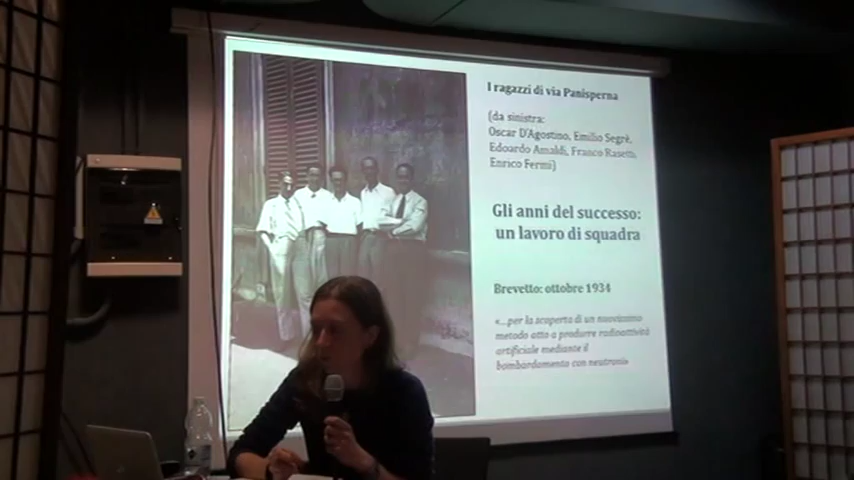 I ragazzi di via Panisperna
(da sinistra:
Oscar D'Agostino, Emilio Segrè,
Edoardo Amaldi, Franco Rasetti,
Enrico Fermi)
Gli anni del successo:
un lavoro di squadra
Brevetto: ottobre 1934
«...per la scoperta di un nuovissimo
metodo atto a produrre radioattività
artificiale mediante il
bombardamento con neutroni»